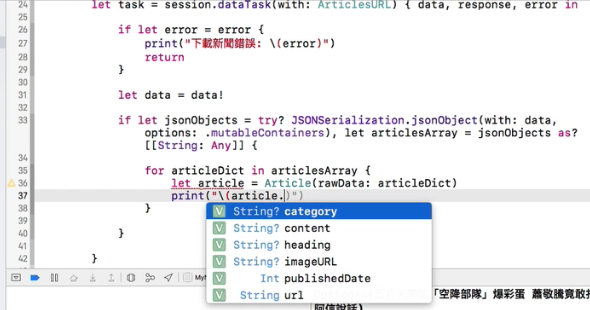 24 let task = session.dataTask(with: ArticlesURL) { data, response, error in
25
26 if let error = error {
27 print("下載新聞錯誤: \(error)")
28 return
29 }
30
31 let data = data!
32
33 if let jsonObjects = try? JSONSerialization.jsonObject(with: data,
options: .mutableContainers), let articlesArray = jsonObjects as?
[[String: Any]] {
34
35 for articleDict in articlesArray {
36 let article = Article(rawData: articleDict)
37 print("\(article.)")
38 }
39
40 }
41
42 }
V String? category
V String? content
V String? heading
V String? imageURL
V Int publishedDate
V String url
「空降部隊」爆彩蛋 蕭敬騰竟敢
阿信說話)